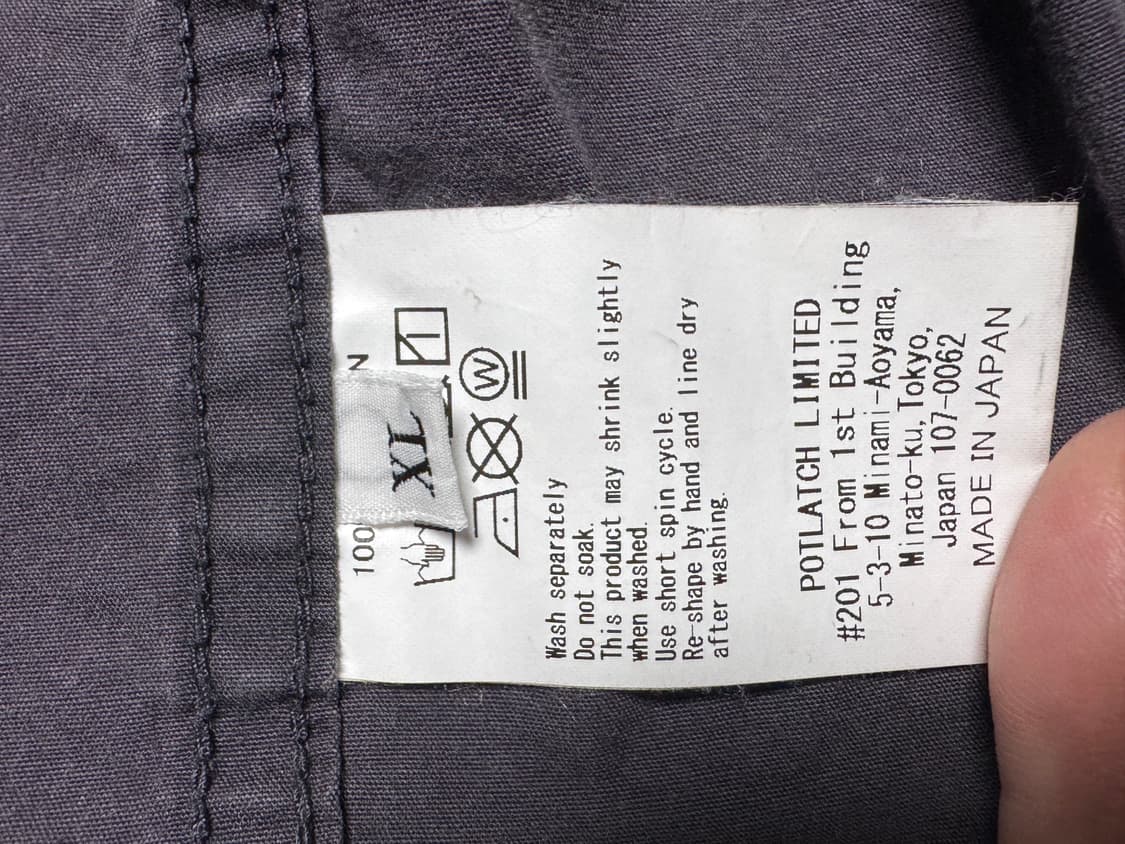 100
N
XL
W
Wash separately
Do not soak.
This product may shrink slightly
when washed.
Use short spin cycle.
Re-shape by hand and line dry
after washing.
POTLATCH LIMITED
#201 From 1st Building
5-3-10 Minami-Aoyama,
Minato-ku, Tokyo,
Japan 107-0062
MADE IN JAPAN